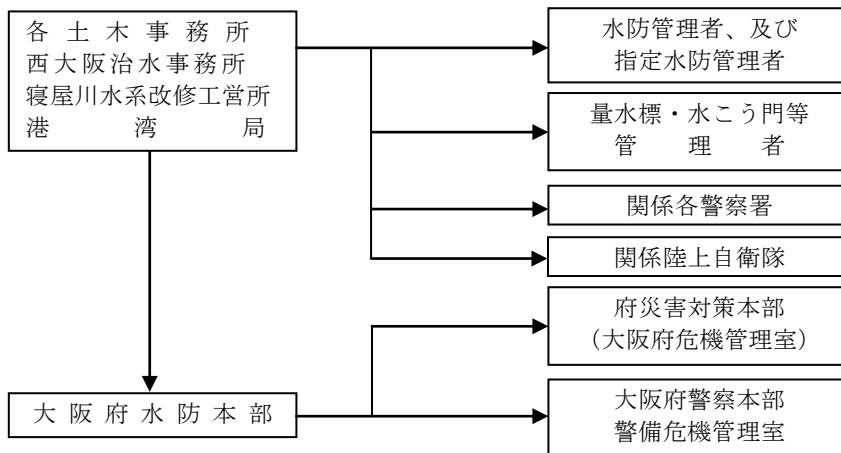 各土木事務所
西大阪治水事務所
寝屋川水系改修工営所
港湾局
水防管理者、及び
指定水防管理者
量水標・水こう門等
管理者
関係各警察署
関係陸上自衛隊
府災害対策本部
（大阪府危機管理室）
大阪府水防本部
大阪府警察本部
警備危機管理室